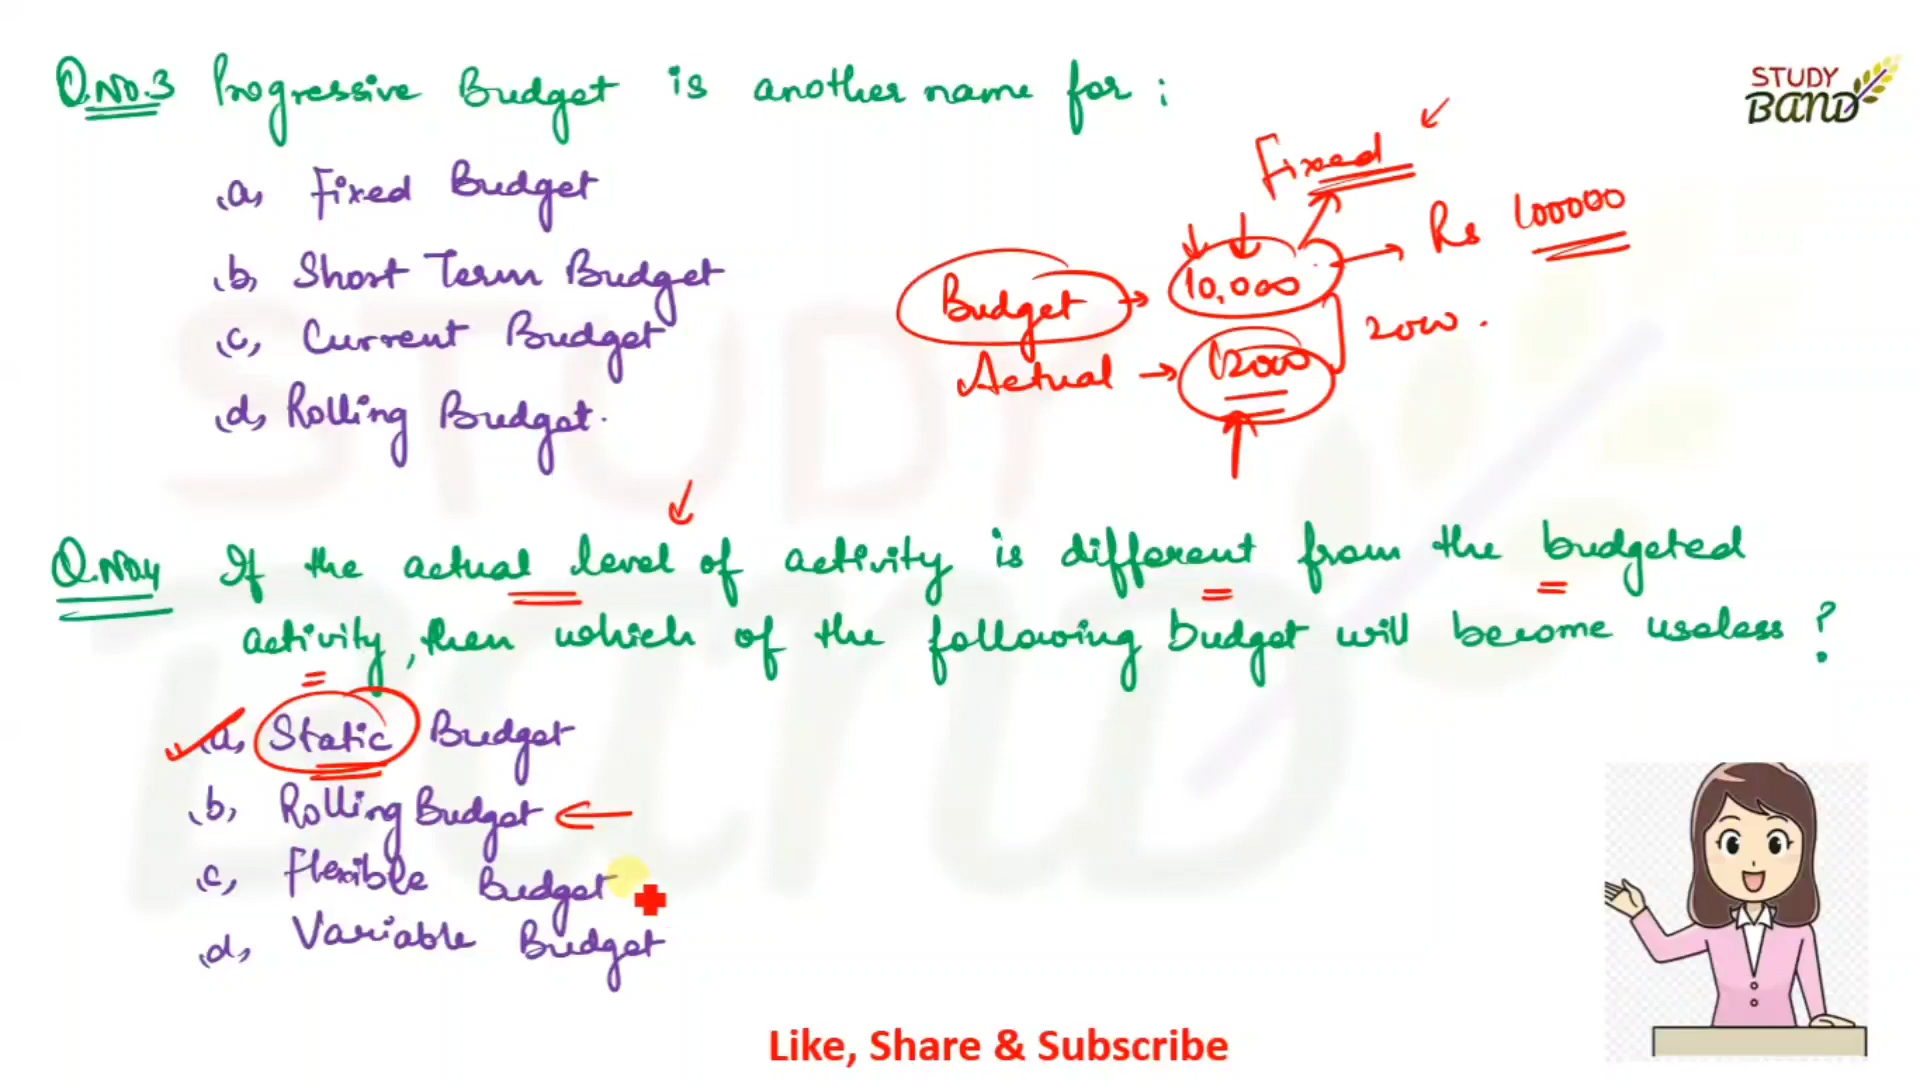 Q.No.3 Progressive Budget is another name for :
(a) Fixed Budget
(b) Short Term Budget
(c) Current Budget
(d) Rolling Budget.
STUDY
BAND
Fixed
Rs 100000
Budget → 10,000
2000.
Actual → 12000
Q.No4 If the actual level of activity is different from the budgeted
activity, then which of the following budget will become useless ?
(a) Static Budget
(b) Rolling Budget
(c) Flexible Budget
(d) Variable Budget
STUDY
BAND
Like, Share & Subscribe